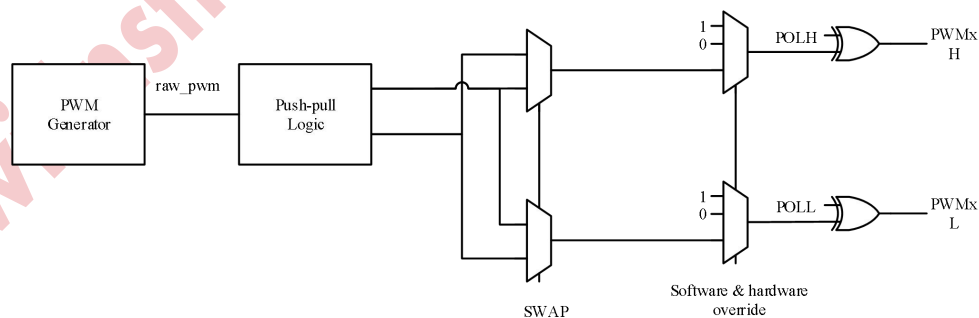 PWM
Generator
raw_pwm
Push-pull
Logic
1
0
POLH
PWMx
H
1
0
POLL
PWMx
L
SWAP
Software & hardware
override